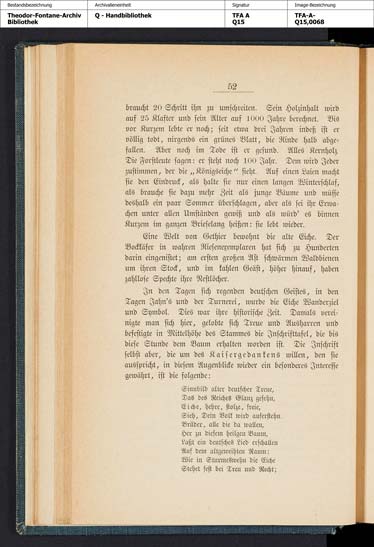 Bestandsbezeichnung
Archivalieneinheit
Signatur
Image-Bezeichnung
Theodor-Fontane-Archiv
Bibliothek
Q - Handbibliothek
TFA A
Q15
TFA-A-
Q15,0068
52
braucht 20 Schritt ihn zu umschreiten. Sein Holzinhalt wird
auf 25 Klafter und sein Alter auf 1000 Jahre berechnet. Bis
vor Kurzem lebte er noch; seit etwa drei Jahren indeß ist er
völlig todt, nirgends ein grünes Blatt, die Rinde halb abge-
fallen. Aber noch im Tode ist er gesund. Alles Kernholz.
Die Forstleute sagen: er steht noch 100 Jahr. Dem wird Jeder
zustimmen, der die „Königseiche“ sieht. Auf einen Laien macht
sie den Eindruck, als halte sie nur einen langen Winterschlaf,
als brauche sie dazu mehr Zeit als junge Bäume und müsse
deshalb ein paar Sommer überschlagen, aber als sei ihr Erwa-
chen unter allen Umständen gewiß und als würd' es binnen
Kurzem im ganzen Brieselang heißen: sie lebt wieder.
Eine Welt von Gethier bewohnt die alte Eiche. Der
Bockkäfer in wahren Riesenexemplaren hat sich zu Hunderten
darin eingenistet; am ersten großen Ast schwärmen Waldbienen
um ihren Stock, und im kahlen Geäst, höher hinauf, haben
zahllose Spechte ihre Nestlöcher.
In den Tagen sich regenden deutschen Geistes, in den
Tagen Jahn's und der Turnerei, wurde die Eiche Wanderziel
und Symbol. Dies war ihre historische Zeit. Damals verei-
nigte man sich hier, gelobte sich Treue und Ausharren und
befestigte in Mittelhöhe des Stammes die Inschrifttafel, die bis
diese Stunde dem Baum erhalten worden ist. Die Inschrift
selbst aber, die um des Kaisergedankens willen, den sie
ausspricht, in diesem Augenblicke wieder ein besonderes Interesse
gewährt, ist die folgende:
Sinnbild alter deutscher Treue,
Das des Reiches Glanz gesehn,
Eiche, hehre, stolze, freie,
Sieh, Dein Volk wird auferstehn.
Brüder, alle die da wallen,
Her zu diesem heilgen Baum,
Laßt ein deutsches Lied erschallen
Auf dem altgeweihten Raum:
Wie in Sturmeswehn die Eiche
Stehet fest bei Treu und Recht;